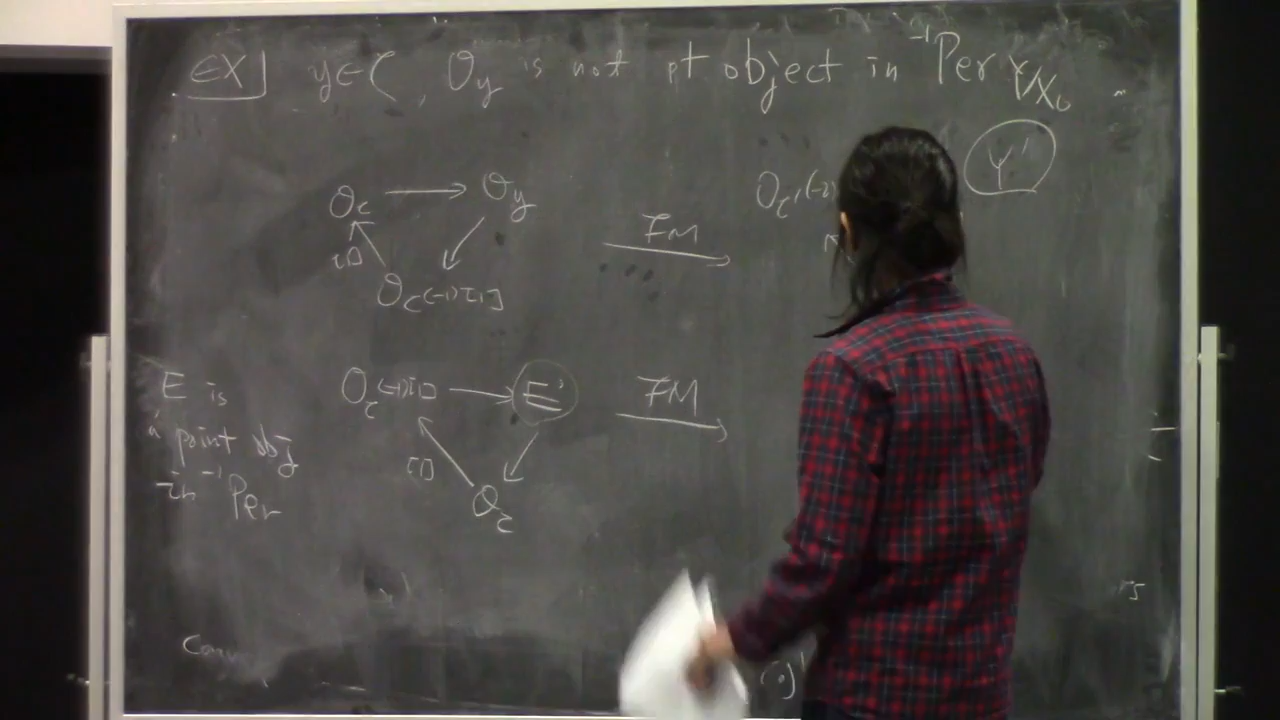 EX] y∈C, O_y is not pt object in ⁻¹Per Y/X₀
Y'
O_C → O_y
FM
O_C'(-2)
[1]
O_C(-1)[1]
E is
a point obj
in ⁻¹Per
O_C(-1)[1] → E'
FM
[1]
O_C